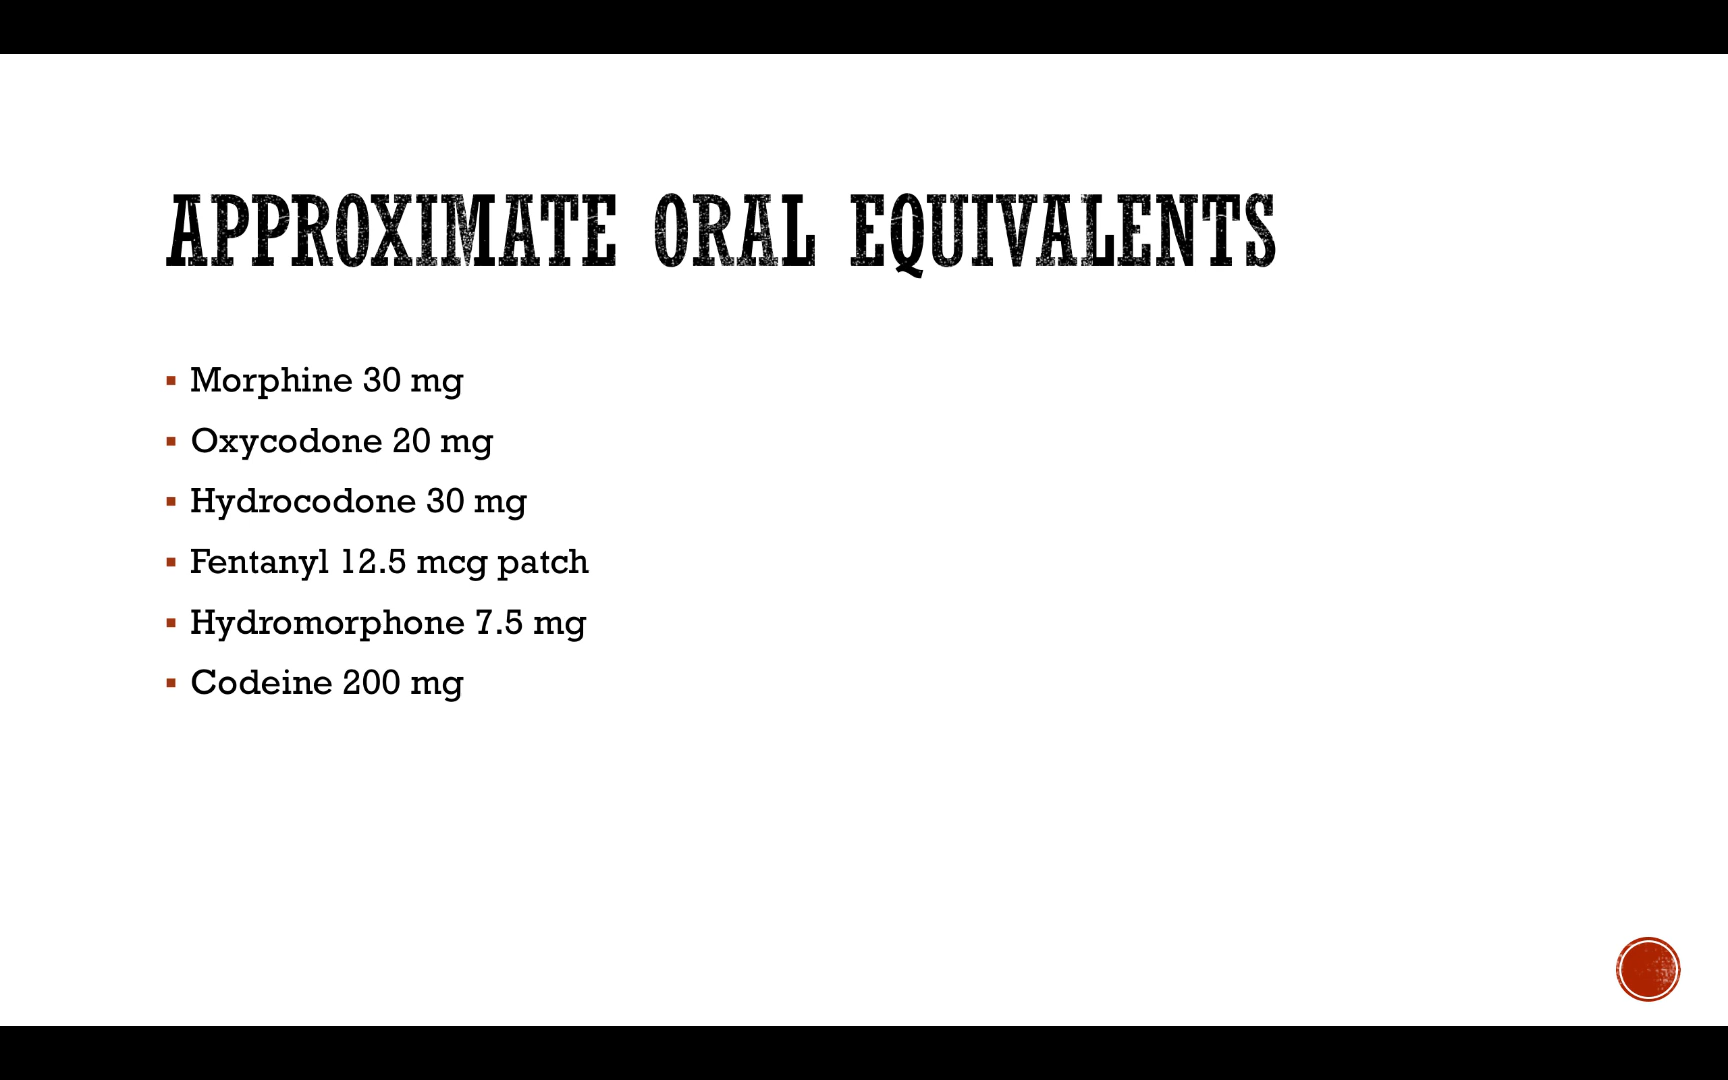 APPROXIMATE ORAL EQUIVALENTS
▪ Morphine 30 mg
▪ Oxycodone 20 mg
▪ Hydrocodone 30 mg
▪ Fentanyl 12.5 mcg patch
▪ Hydromorphone 7.5 mg
▪ Codeine 200 mg